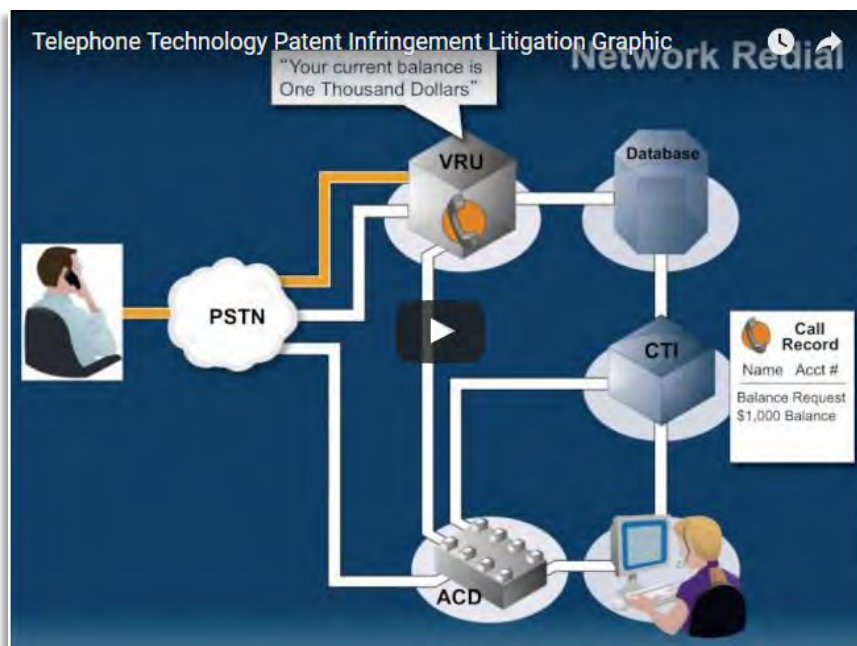 Telephone Technology Patent Infringement Litigation Graphic
Network Redial
"Your current balance is
One Thousand Dollars"
VRU
Database
PSTN
CTI
Call
Record
Name Acct #
Balance Request
$1,000 Balance
ACD